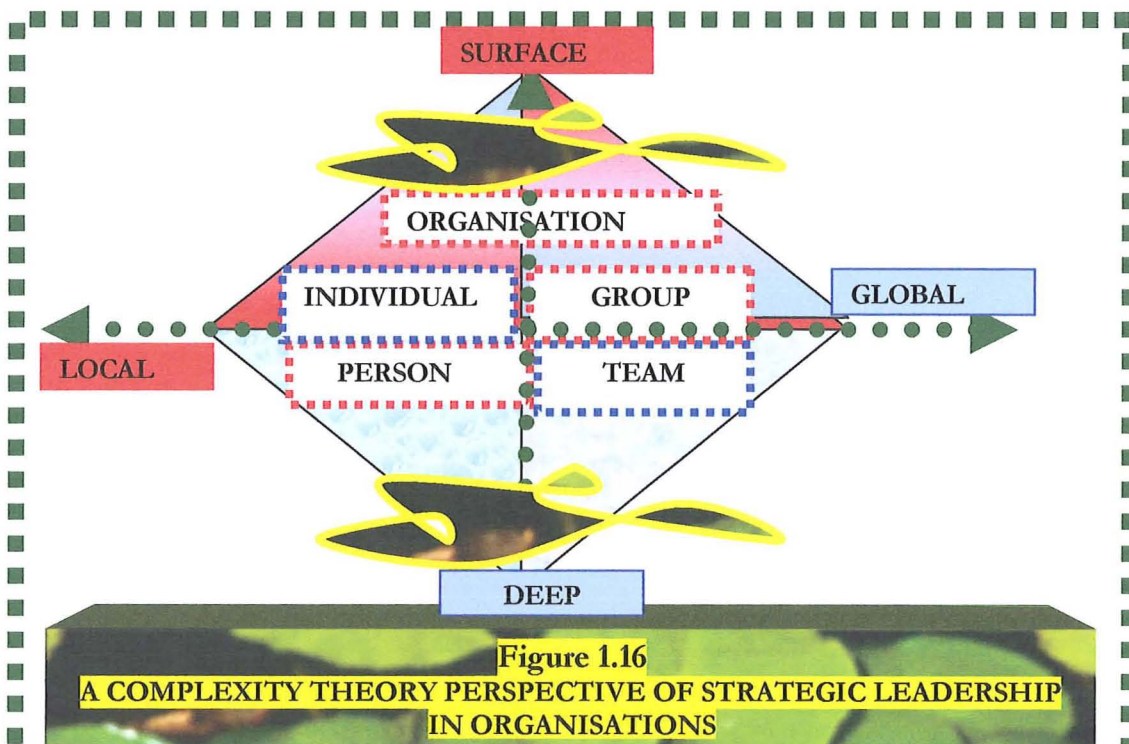 SURFACE
ORGANISATION
INDIVIDUAL
GROUP
GLOBAL
LOCAL
PERSON
TEAM
DEEP
Figure 1.16
A COMPLEXITY THEORY PERSPECTIVE OF STRATEGIC LEADERSHIP
IN ORGANISATIONS